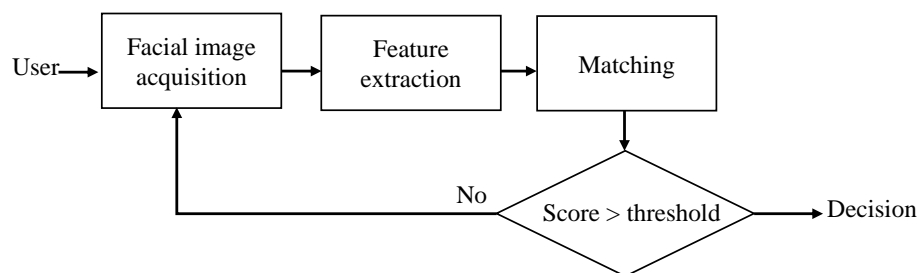 User
Facial image
acquisition
Feature
extraction
Matching
No
Score > threshold
Decision